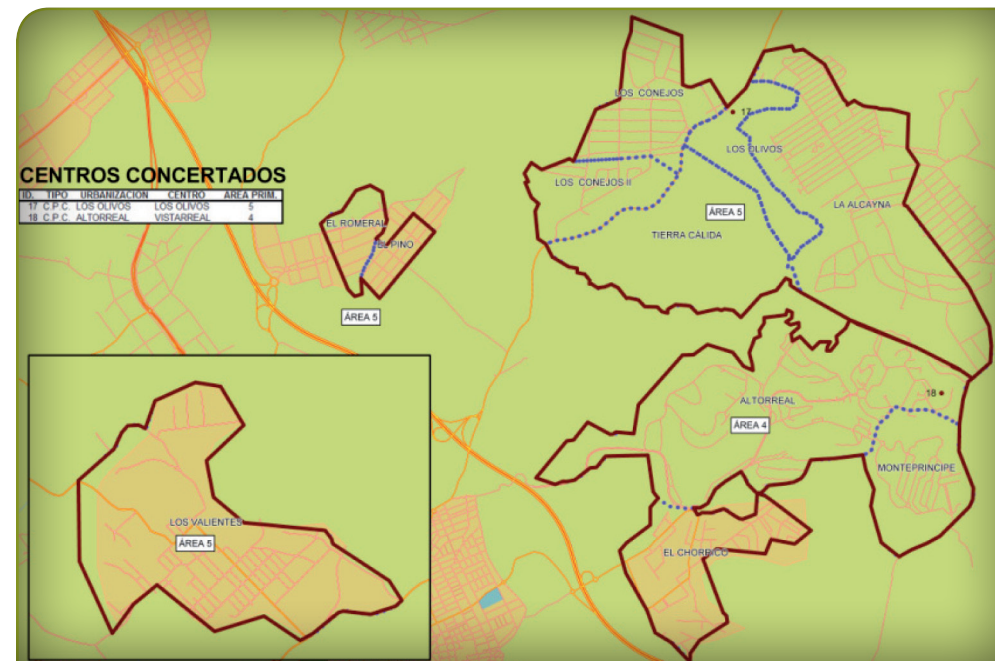 CENTROS CONCERTADOS
ID. TIPO URBANIZACION CENTRO AREA PRIM.
17 C.P.C. LOS OLIVOS LOS OLIVOS 5
18 C.P.C. ALTORREAL VISTARREAL 4
LOS CONEJOS
17
LOS OLIVOS
LOS CONEJOS II
LA ALCAYNA
ÁREA 5
TIERRA CÁLIDA
EL ROMERAL
EL PINO
ÁREA 5
18
ALTORREAL
ÁREA 4
MONTEPRINCIPE
LOS VALIENTES
ÁREA 5
EL CHORRICO